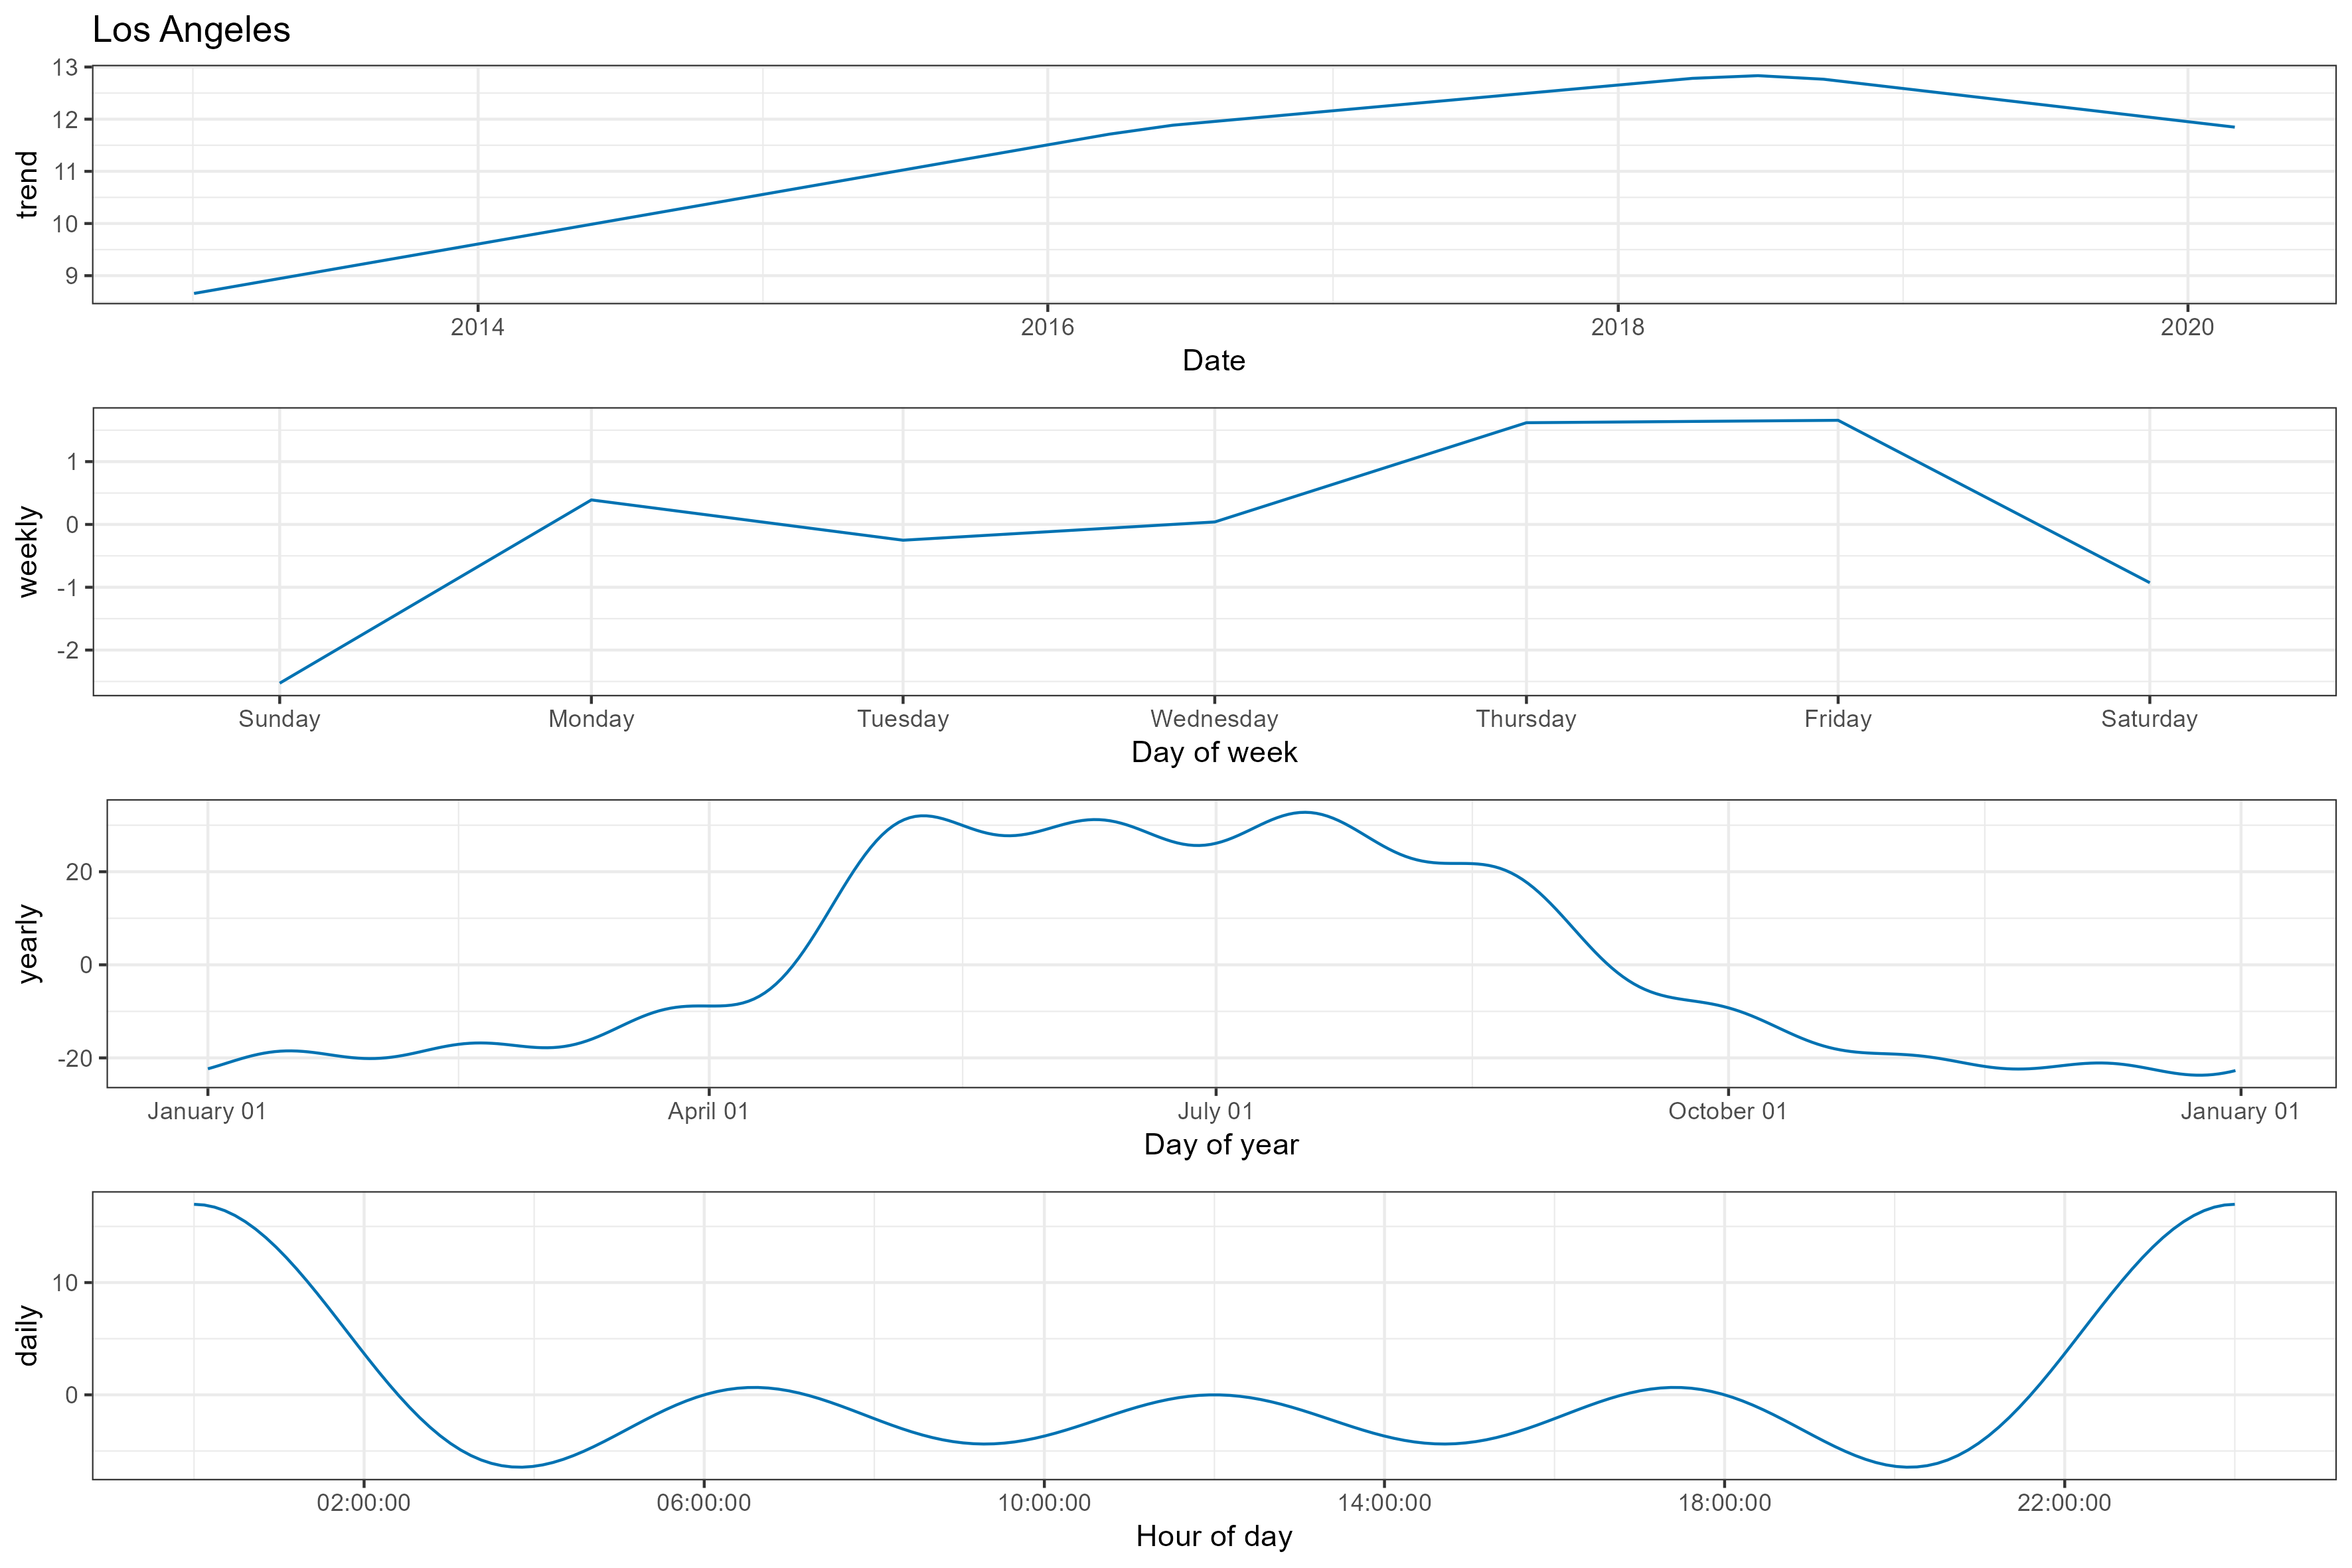 Los Angeles
trend
13
12
11
10
9
2014 2016 2018 2020
Date
weekly
1
0
-1
-2
Sunday Monday Tuesday Wednesday Thursday Friday Saturday
Day of week
yearly
20
0
-20
January 01 April 01 July 01 October 01 January 01
Day of year
daily
10
0
02:00:00 06:00:00 10:00:00 14:00:00 18:00:00 22:00:00
Hour of day